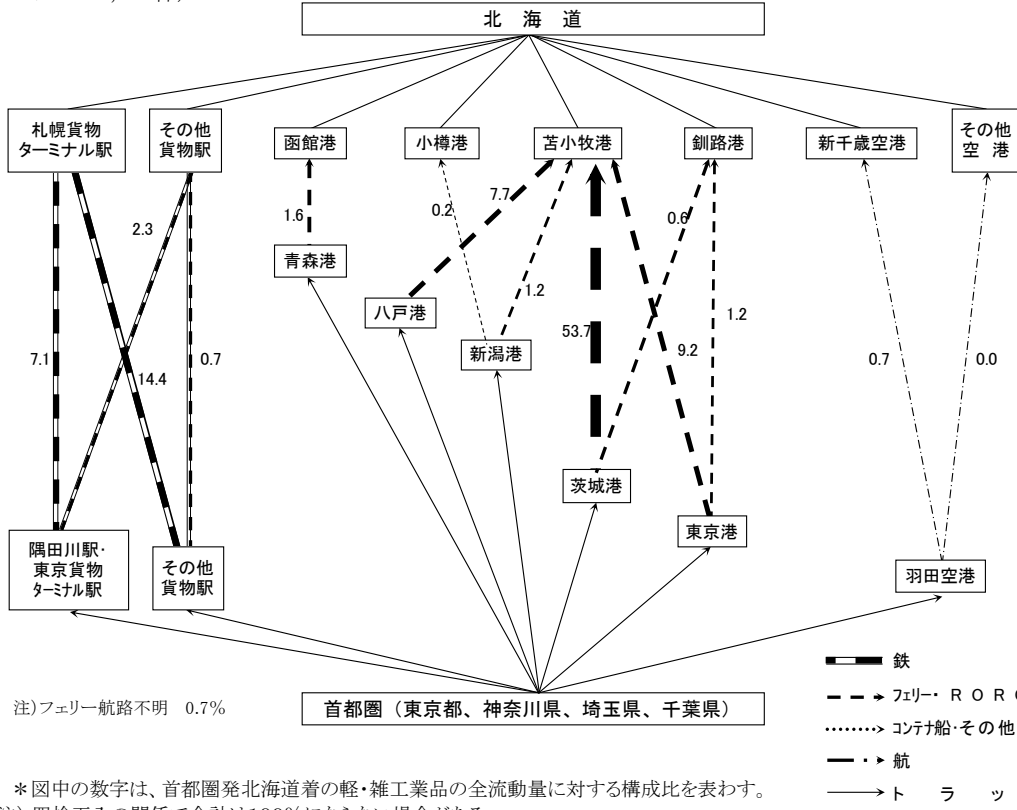 北 海 道
札幌貨物
ターミナル駅
その他
貨物駅
函館港
小樽港
苫小牧港
釧路港
新千歳空港
その他
空 港
7.7
2.3
1.6
0.2
0.6
青森港
1.2
八戸港
1.2
新潟港
53.7
9.2
7.1
0.7
0.7
0.0
14.4
茨城港
東京港
隅田川駅・
東京貨物
ターミナル駅
その他
貨物駅
羽田空港
鉄
フェリー・ R O R O
コンテナ船・その他
航
ト ラ ッ
注)フェリー航路不明 0.7%
首都圏（東京都、神奈川県、埼玉県、千葉県）
＊図中の数字は、首都圏発北海道着の軽・雑工業品の全流動量に対する構成比を表わす。